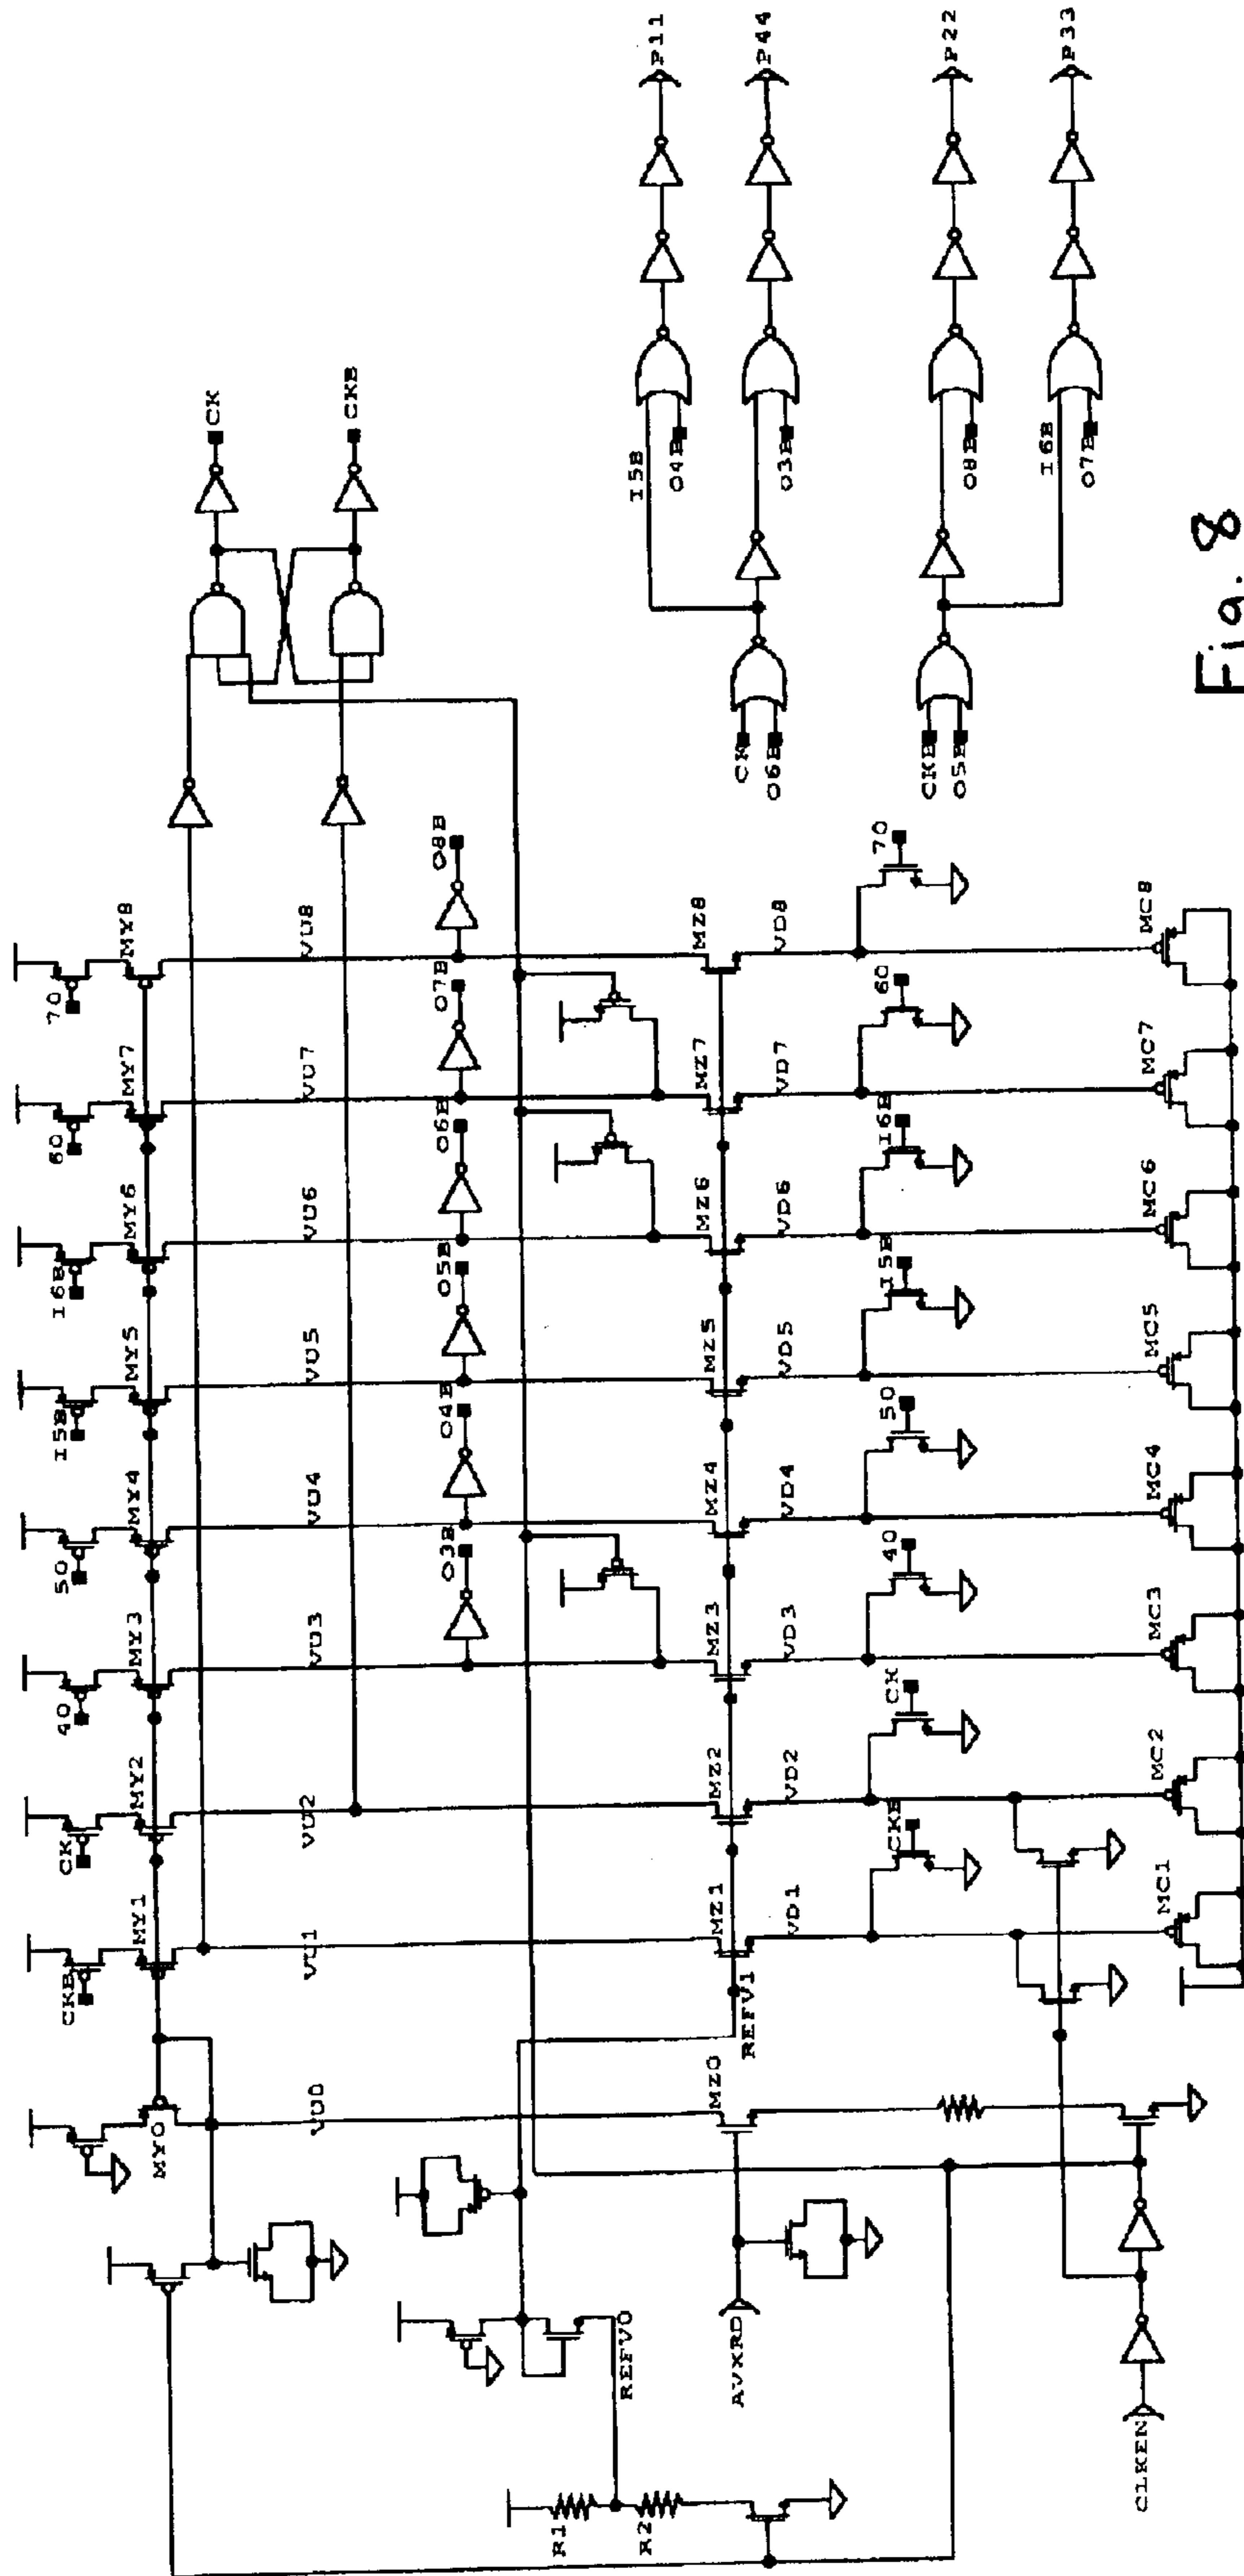 70
60
I6B
I5B
50
40
CK
CKB
MY8
MY7
MY6
MY5
MY4
MY3
MY2
MY1
MY0
VU8
VU7
VU6
VU5
VU4
VU3
VU2
VU1
VU0
CK
CKB
O8B
O7B
O6B
O5B
O4B
O3B
MZ8
MZ7
MZ6
MZ5
MZ4
MZ3
MZ2
MZ1
MZ0
REFV1
VD8
VD7
VD6
VD5
VD4
VD3
VD2
VD1
70
60
I6B
I5B
50
40
CK
CKB
MC8
MC7
MC6
MC5
MC4
MC3
MC2
MC1
REFV0
R1
R2
AVXRD
CLKEN
P11
P44
P22
P33
I5B
O4B
O3B
O8B
I6B
O7B
CK
O6B
CKB
O5B
Fig. 8